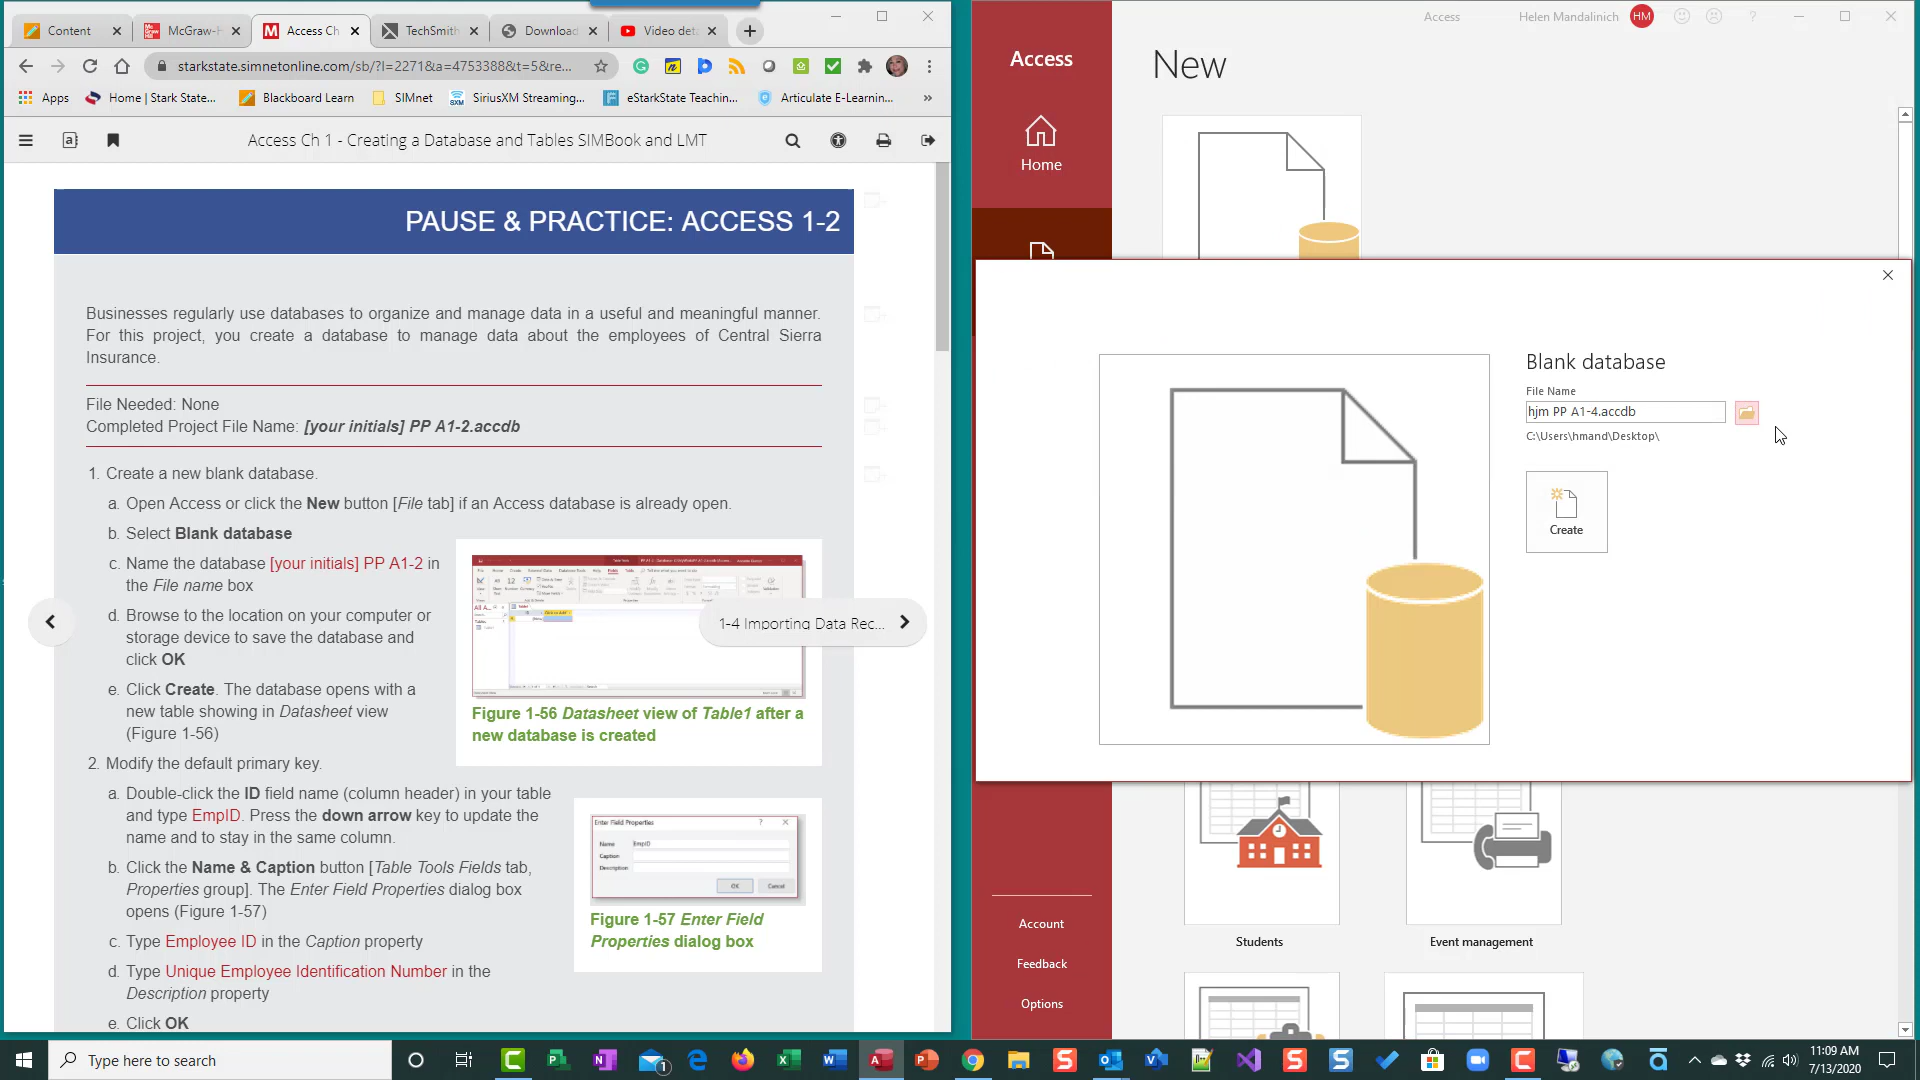 Content
McGraw-H
Access Ch
TechSmith
Download
Video det
starkstate.simnetonline.com/sb/?l=2271&a=4753388&t=5&re...
Apps
Home | Stark State...
Blackboard Learn
SIMnet
SiriusXM Streaming...
eStarkState Teachin...
Articulate E-Learnin...
»
Access Ch 1 - Creating a Database and Tables SIMBook and LMT
PAUSE & PRACTICE: ACCESS 1-2
Businesses regularly use databases to organize and manage data in a useful and meaningful manner.
For this project, you create a database to manage data about the employees of Central Sierra
Insurance.
File Needed: None
Completed Project File Name: [your initials] PP A1-2.accdb
1. Create a new blank database.
a. Open Access or click the New button [File tab] if an Access database is already open.
b. Select Blank database
c. Name the database [your initials] PP A1-2 in
the File name box
d. Browse to the location on your computer or
storage device to save the database and
click OK
e. Click Create. The database opens with a
new table showing in Datasheet view
(Figure 1-56)
1-4 Importing Data Rec...
Figure 1-56 Datasheet view of Table1 after a
new database is created
2. Modify the default primary key.
a. Double-click the ID field name (column header) in your table
and type EmpID. Press the down arrow key to update the
name and to stay in the same column.
b. Click the Name & Caption button [Table Tools Fields tab,
Properties group]. The Enter Field Properties dialog box
opens (Figure 1-57)
c. Type Employee ID in the Caption property
d. Type Unique Employee Identification Number in the
Description property
e. Click OK
Enter Field Properties
?
Name EmpID
Caption
Description
OK Cancel
Figure 1-57 Enter Field
Properties dialog box
Access
Helen Mandalinich
HM
?
Access
Home
New
Blank database
File Name
hjm PP A1-4.accdb
C:\Users\hmand\Desktop\
Create
Students
Event management
Account
Feedback
Options
Type here to search
11:09 AM
7/13/2020